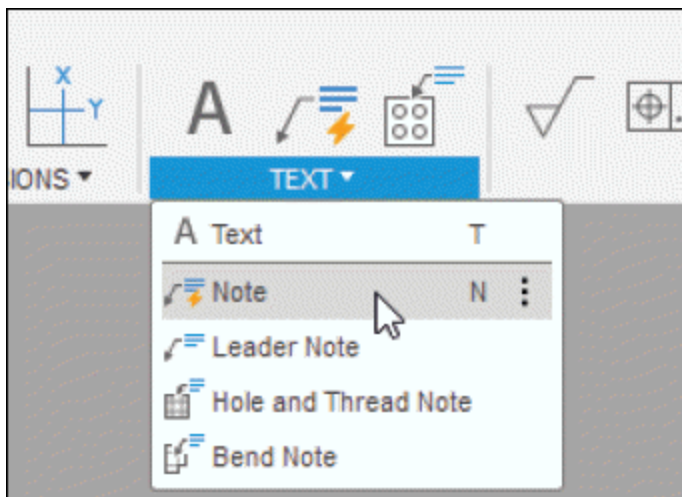 X
Y
A
IONS
TEXT
A Text T
Note N
Leader Note
Hole and Thread Note
Bend Note